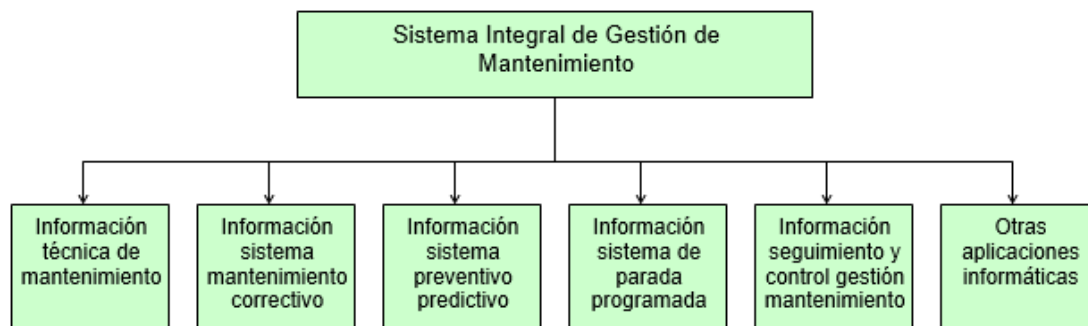 Sistema Integral de Gestión de
Mantenimiento
Información
técnica de
mantenimiento
Información
sistema
mantenimiento
correctivo
Información
sistema
preventivo
predictivo
Información
sistema de
parada
programada
Información
seguimiento y
control gestión
mantenimiento
Otras
aplicaciones
informáticas